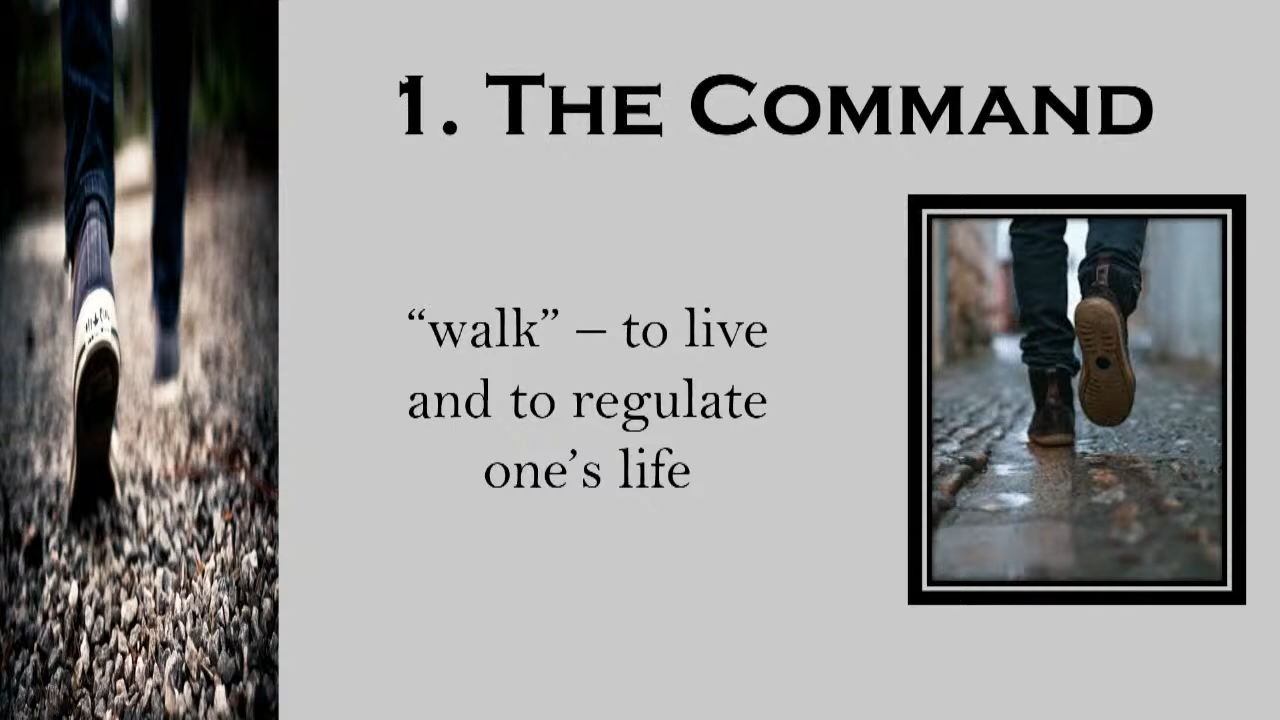 1. The Command
“walk” – to live
and to regulate
one’s life